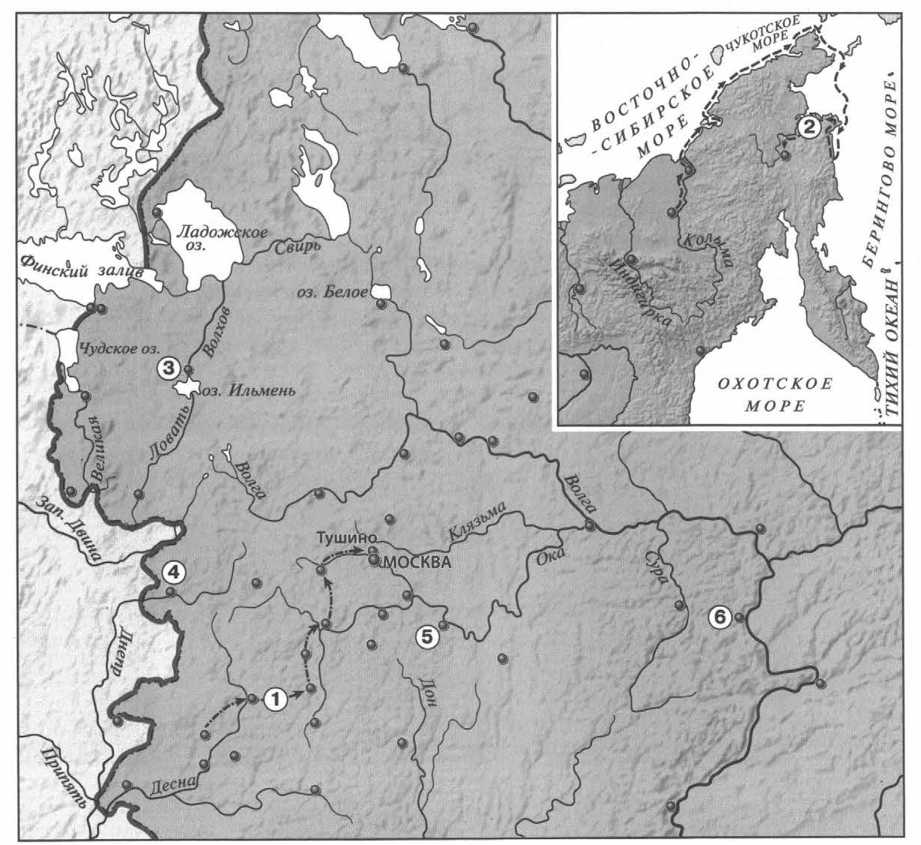 ЧУКОТСКОЕ
МОРЕ
ВОСТОЧНО-
-СИБИРСКОЕ
МОРЕ
2
БЕРИНГОВО МОРЕ
ТИХИЙ ОКЕАН
Колыма
Индигирка
ОХОТСКОЕ
МОРЕ
Ладожское
оз.
Свирь
Финский залив
оз. Белое
Волхов
Чудское оз.
3
оз. Ильмень
Ловать
Великая
Волга
Волга
Зап. Двина
Тушино
Клязьма
МОСКВА
Ока
Сура
4
Днепр
5
6
1
Дон
Десна
Припять